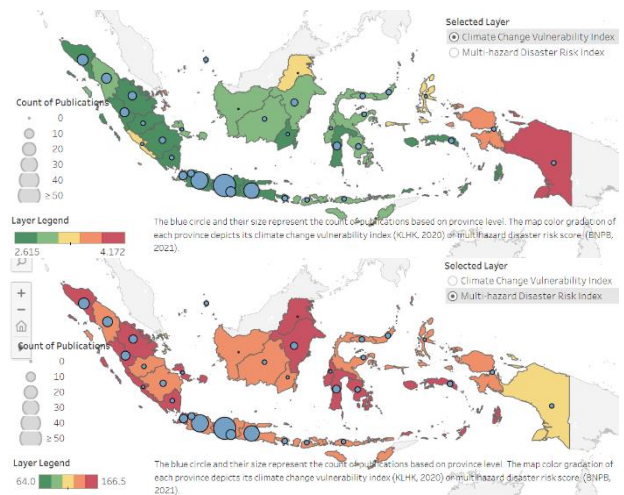 Selected Layer
Climate Change Vulnerability Index
Multi-hazard Disaster Risk Index
Count of Publications
0
10
20
30
40
≥ 50
Layer Legend
2.615 4.172
The blue circle and their size represent the count of publications based on province level. The map color gradation of
each province depicts its climate change vulnerability index (KLHK, 2020) or multihazard disaster risk score (BNPB,
2021).
Selected Layer
Climate Change Vulnerability Index
Multi-hazard Disaster Risk Index
Count of Publications
0
10
20
30
40
≥ 50
Layer Legend
64.0 166.5
The blue circle and their size represent the count of publications based on province level. The map color gradation of
each province depicts its climate change vulnerability index (KLHK, 2020) or multihazard disaster risk score (BNPB,
2021).